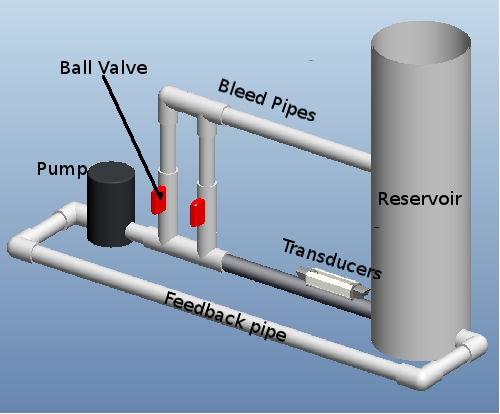 Ball Valve
Bleed Pipes
Pump
Reservoir
Transducers
Feedback pipe